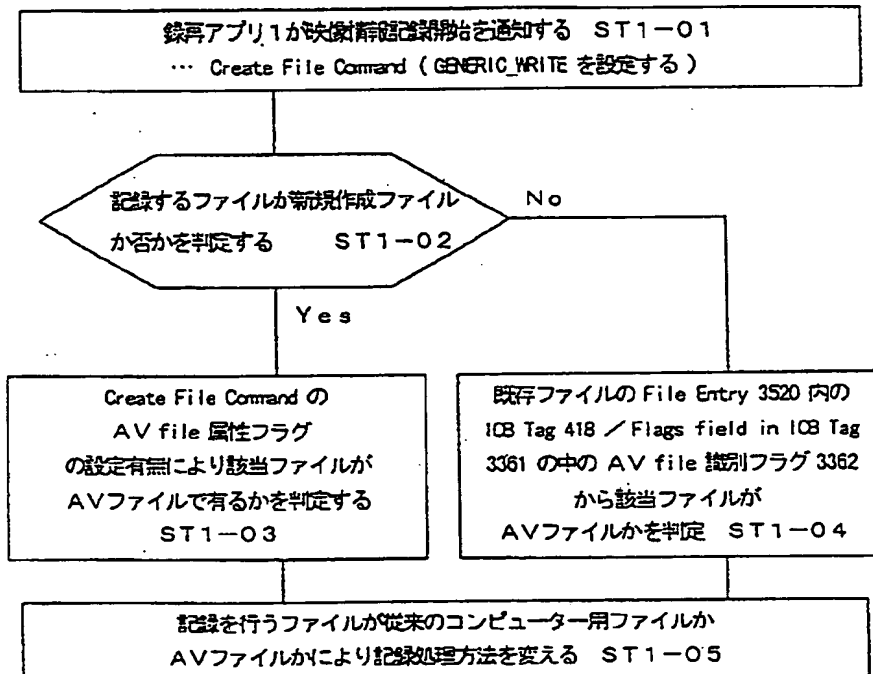 録再アプリ1が映像情報記録開始を通知する ST1-01
… Create File Command ( GENERIC_WRITE を設定する )
記録するファイルが新規作成ファイル
か否かを判定する ST1-02
No
Yes
Create File Command の
AV file 属性フラグ
の設定有無により該当ファイルが
AVファイルで有るかを判定する
ST1-03
既存ファイルの File Entry 3520 内の
ICB Tag 418 / Flags field in ICB Tag
3361 の中の AV file 識別フラグ 3362
から該当ファイルが
AVファイルかを判定 ST1-04
記録を行うファイルが従来のコンピューター用ファイルか
AVファイルかにより記録処理方法を変える ST1-05